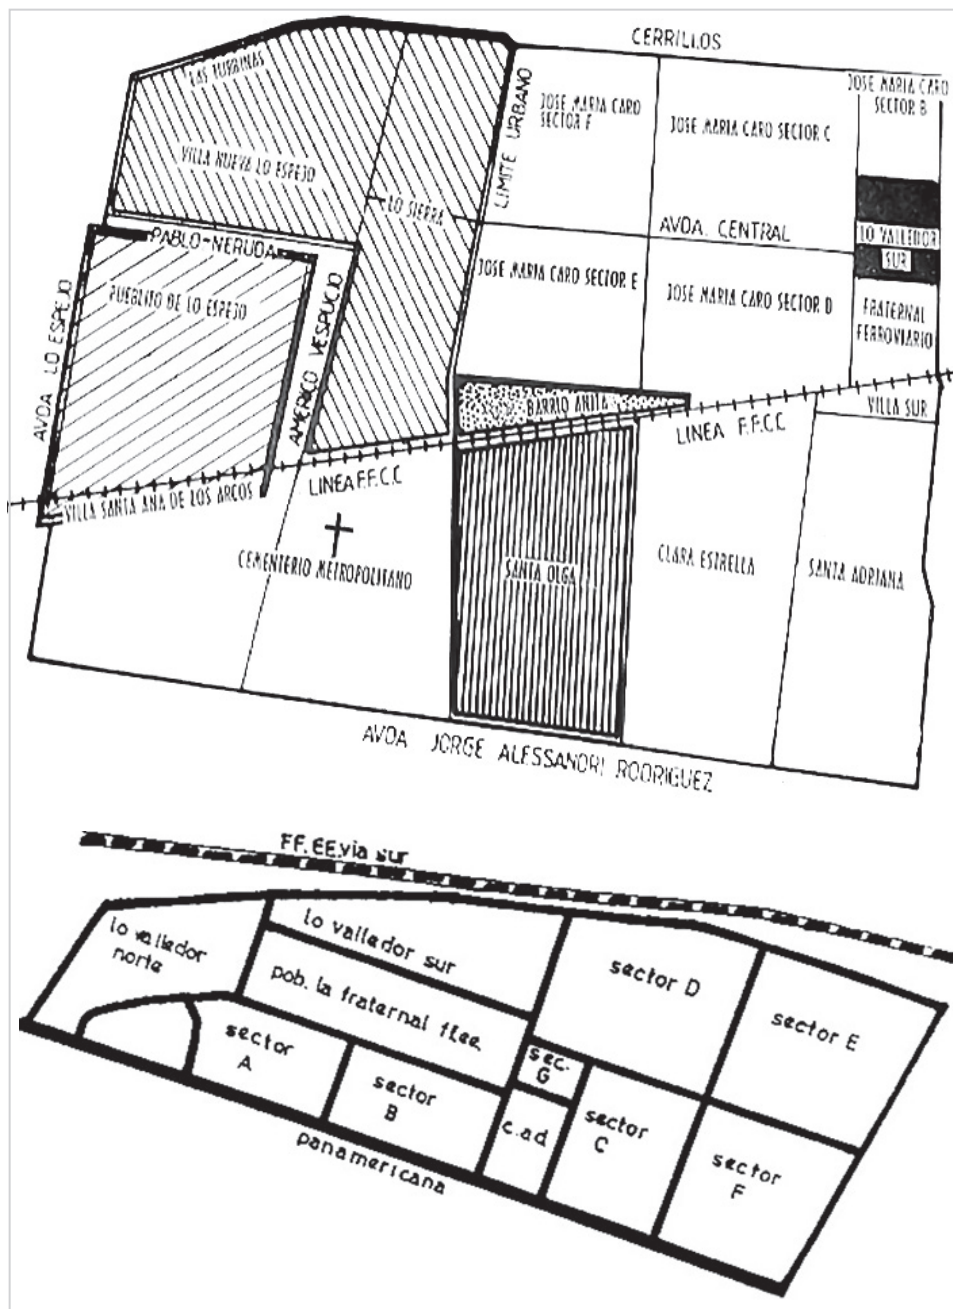 CERRILLOS
LAS TURBINAS
JOSE MARIA CARO
SECTOR B
LIMITE URBANO
JOSE MARIA CARO
SECTOR F
JOSE MARIA CARO SECTOR C
VILLA NUEVA LO ESPEJO
LO SIERRA
AVDA. CENTRAL
LO VALLEDOR
SUR
PABLO-NERUDA
JOSE MARIA CARO SECTOR E
JOSE MARIA CARO SECTOR D
FRATERNAL
FERROVIARIO
PUEBLITO DE LO ESPEJO
AVDA LO ESPEJO
AMERICO VESPUCIO
BARRIO ANITA
VILLA SUR
LINEA F.F.C.C
LINEA F.F.C.C
VILLA SANTA ANA DE LOS ARCOS
CEMENTERIO METROPOLITANO
SANTA OLGA
CLARA ESTRELLA
SANTA ADRIANA
AVDA JORGE ALESSANDRI RODRIGUEZ
FF.EE.via sur
lo valledor
norte
lo valledor sur
pob. la fraternal f.f.e.e.
sector D
sector E
sector
A
sector
B
sec.
G
c.ad.
sector
C
sector
F
panamericana